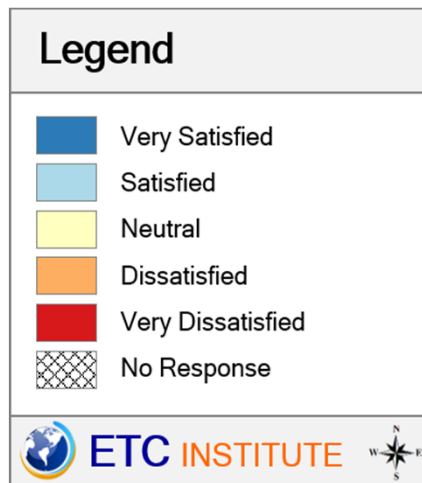 Legend
Very Satisfied
Satisfied
Neutral
Dissatisfied
Very Dissatisfied
No Response
ETC INSTITUTE
N
W E
S